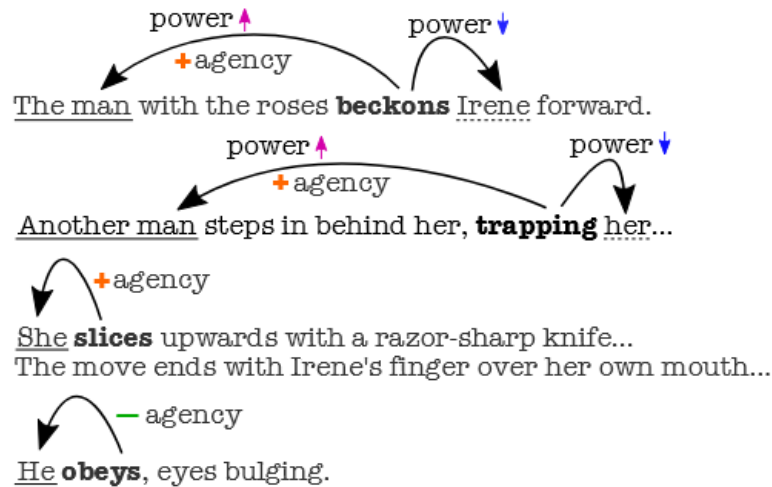 power power
+agency
The man with the roses beckons Irene forward.
power power
+agency
Another man steps in behind her, trapping her...
+agency
She slices upwards with a razor-sharp knife...
The move ends with Irene's finger over her own mouth...
– agency
He obeys, eyes bulging.